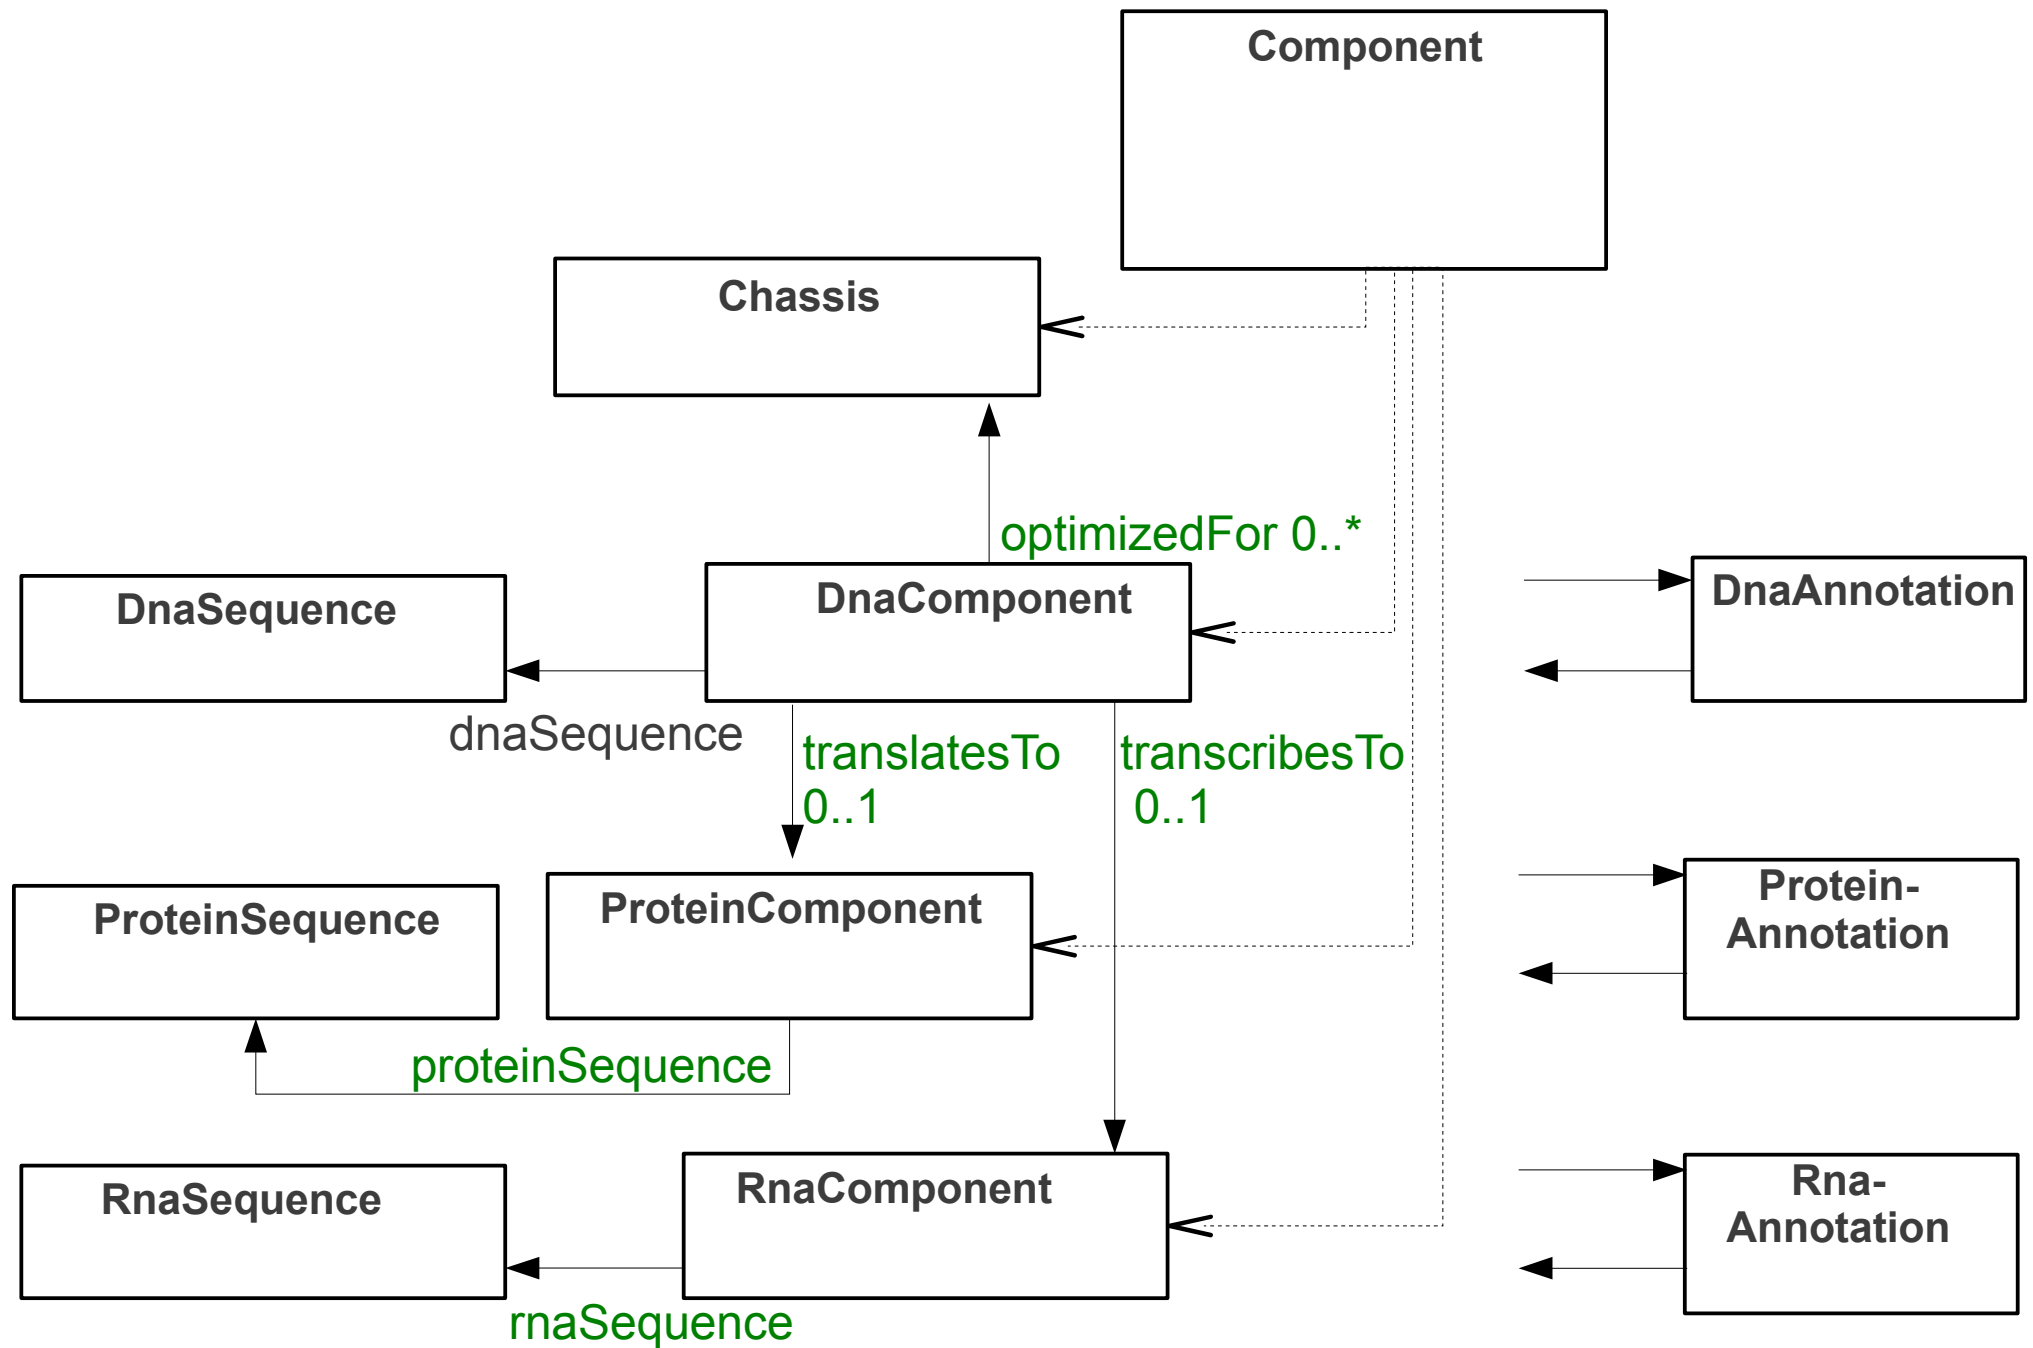 Component
Chassis
optimizedFor 0..*
DnaSequence
DnaComponent
DnaAnnotation
dnaSequence
translatesTo
0..1
transcribesTo
0..1
ProteinSequence
ProteinComponent
Protein-
Annotation
proteinSequence
RnaSequence
RnaComponent
Rna-
Annotation
rnaSequence